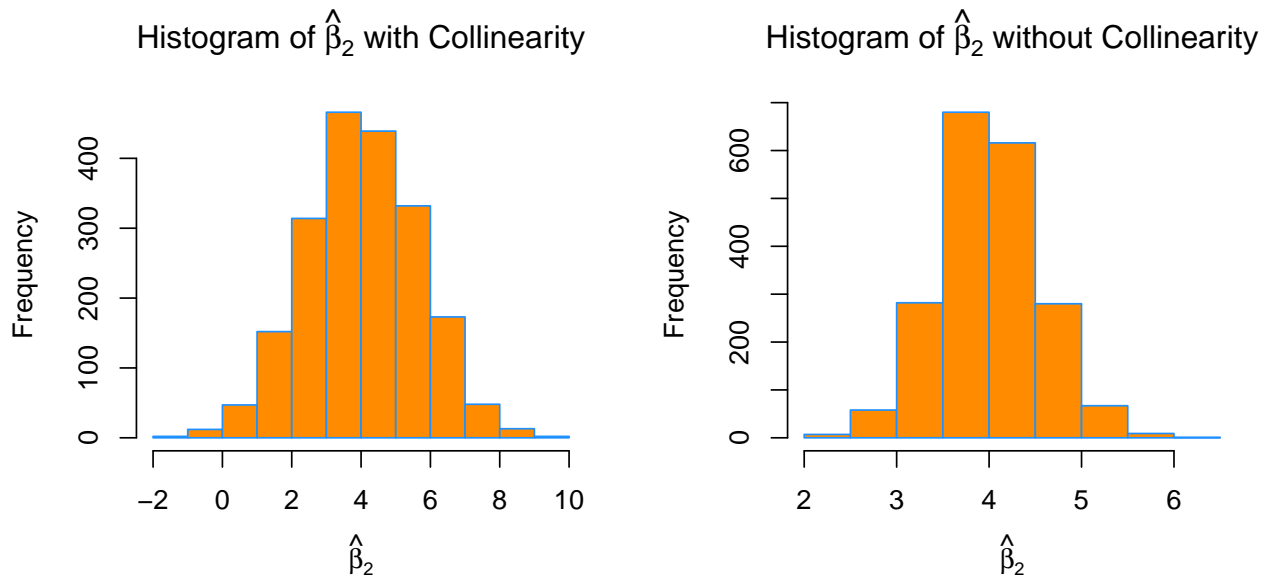 Histogram of β̂₂ with Collinearity
Frequency
400
300
200
100
0
−2 0 2 4 6 8 10
β̂₂
Histogram of β̂₂ without Collinearity
Frequency
600
400
200
0
2 3 4 5 6
β̂₂